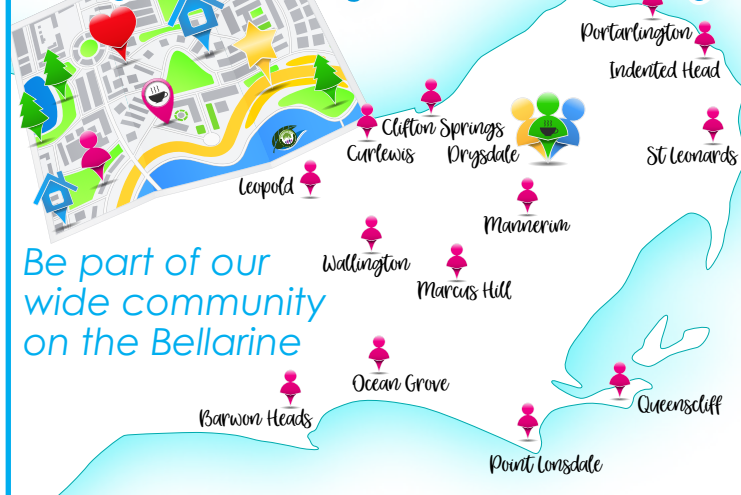 Portarlington
Indented Head
Clifton Springs
Curlewis
Drysdale
St Leonards
Leopold
Mannerim
Wallington
Marcus Hill
Be part of our
wide community
on the Bellarine
Ocean Grove
Barwon Heads
Queenscliff
Point Lonsdale